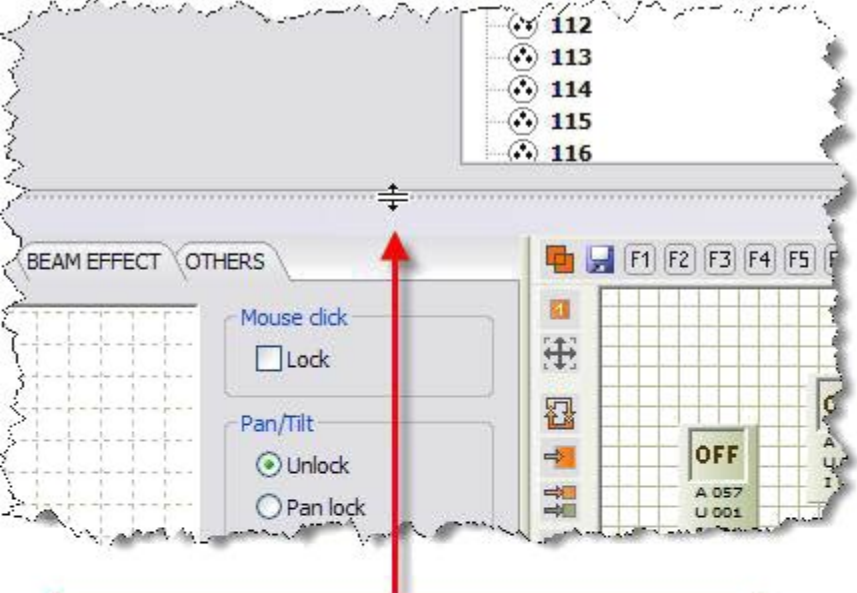 112
113
114
115
116
BEAM EFFECT OTHERS
F1 F2 F3 F4 F5
Mouse click
Lock
Pan/Tilt
Unlock
Pan lock
OFF
A 057
U 001